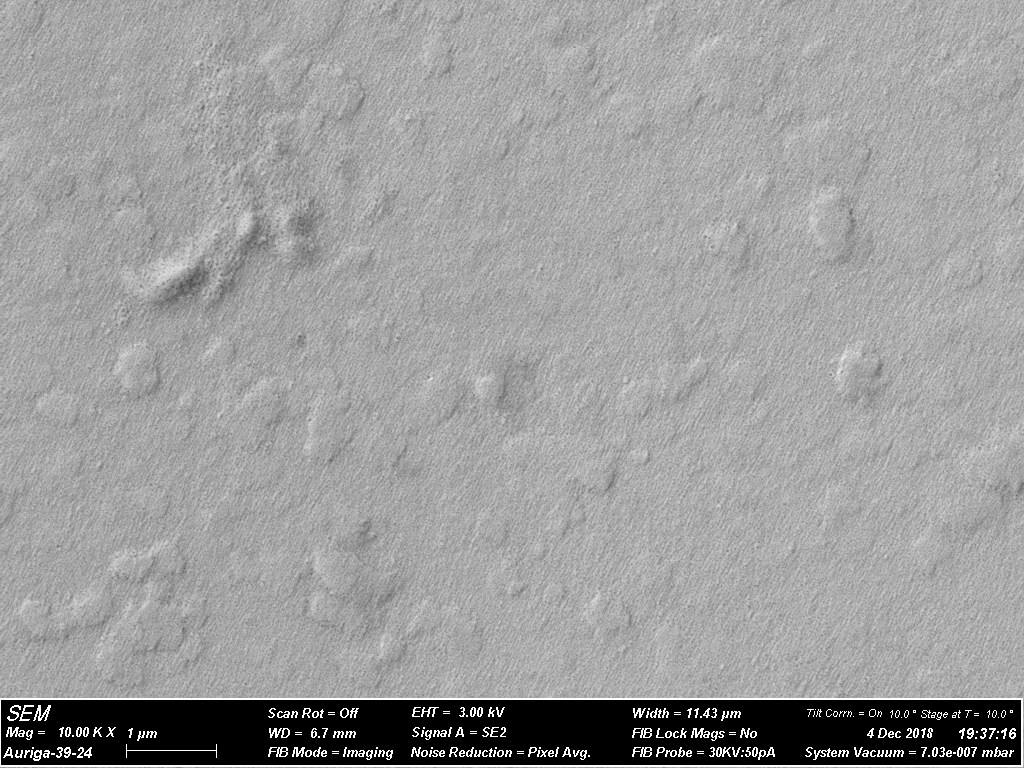 SEM
Mag = 10.00 K X 1 µm
Auriga-39-24
Scan Rot = Off
WD = 6.7 mm
FIB Mode = Imaging
EHT = 3.00 kV
Signal A = SE2
Noise Reduction = Pixel Avg.
Width = 11.43 µm
FIB Lock Mags = No
FIB Probe = 30KV:50pA
Tilt Corrn. = On 10.0 ° Stage at T = 10.0 °
4 Dec 2018 19:37:16
System Vacuum = 7.03e-007 mbar